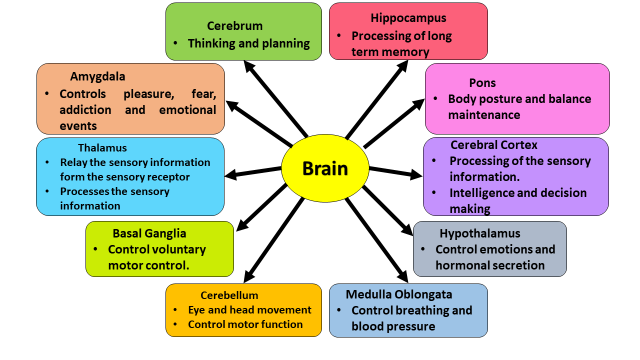 Cerebrum
• Thinking and planning
Hippocampus
• Processing of long
term memory
Amygdala
• Controls pleasure, fear,
addiction and emotional
events
Pons
• Body posture and balance
maintenance
Thalamus
• Relay the sensory information
form the sensory receptor
• Processes the sensory
information
Brain
Cerebral Cortex
• Processing of the sensory
information.
• Intelligence and decision
making
Basal Ganglia
• Control voluntary
motor control.
Hypothalamus
• Control emotions and
hormonal secretion
Cerebellum
• Eye and head movement
• Control motor function
Medulla Oblongata
• Control breathing and
blood pressure